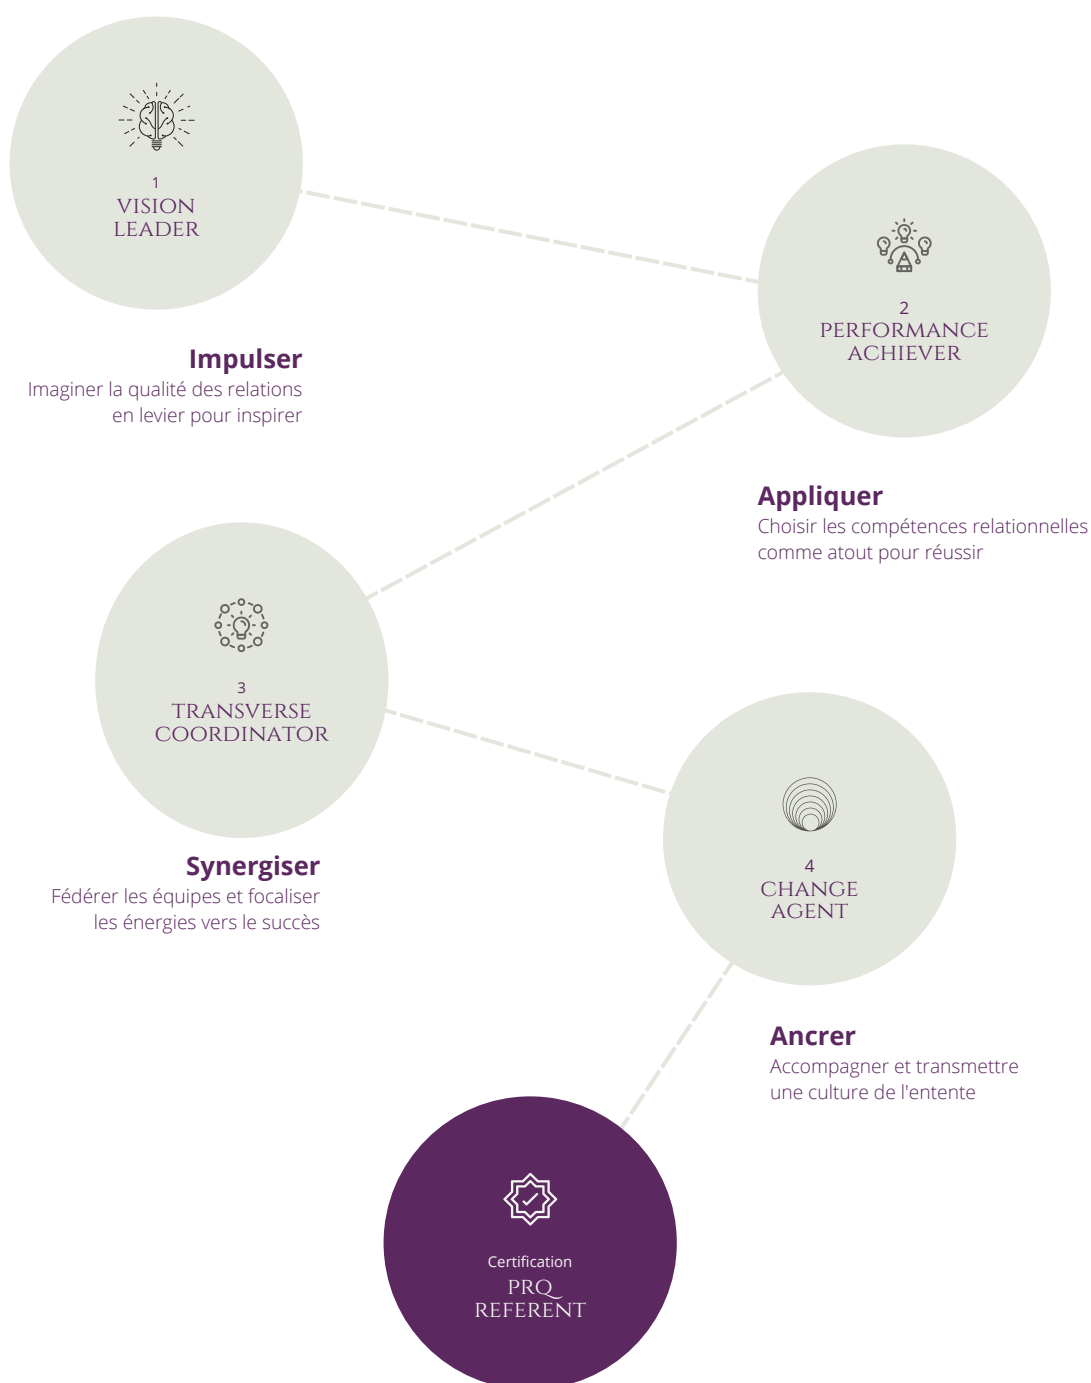 1
VISION
LEADER
Impulser
Imaginer la qualité des relations
en levier pour inspirer
2
PERFORMANCE
ACHIEVER
Appliquer
Choisir les compétences relationnelles
comme atout pour réussir
3
TRANSVERSE
COORDINATOR
Synergiser
Fédérer les équipes et focaliser
les énergies vers le succès
4
CHANGE
AGENT
Ancrer
Accompagner et transmettre
une culture de l'entente
Certification
PRQ
REFERENT